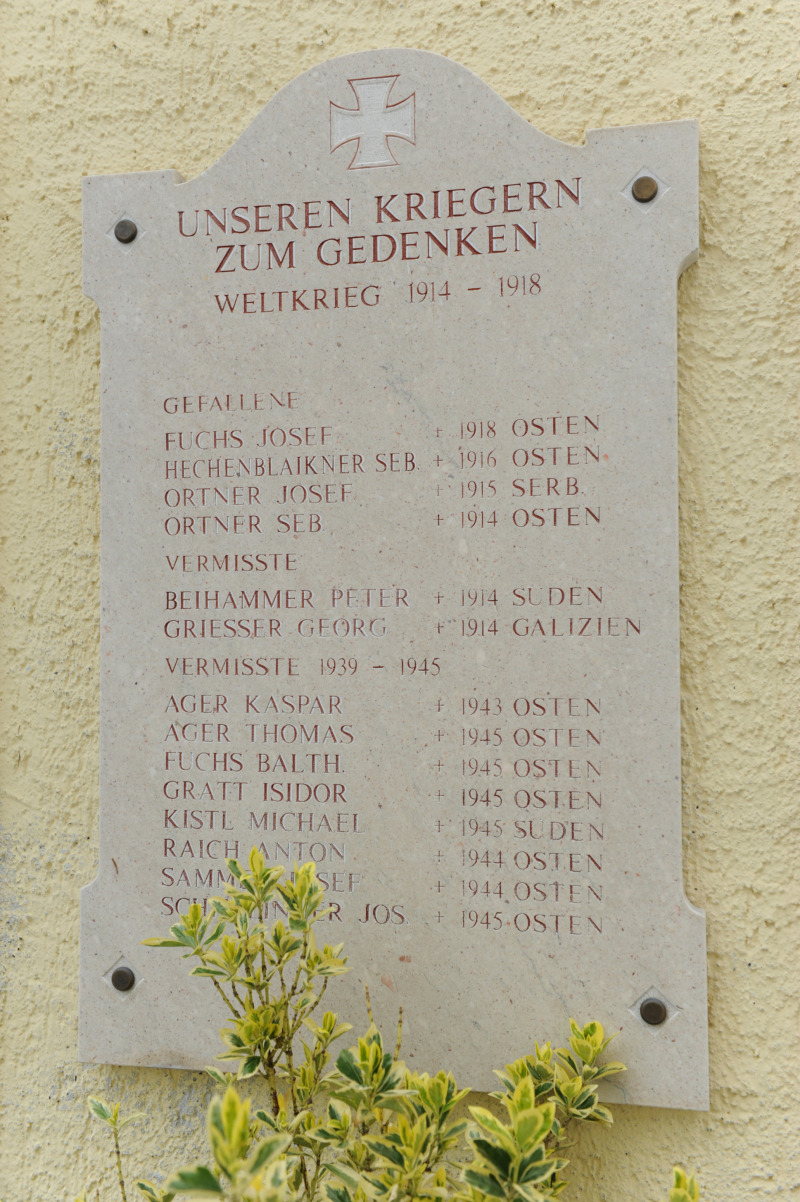 UNSEREN KRIEGERN
ZUM GEDENKEN
WELTKRIEG 1914 – 1918
GEFALLENE
FUCHS JOSEF + 1918 OSTEN
HECHENBLAIKNER SEB. + 1916 OSTEN
ORTNER JOSEF + 1915 SERB.
ORTNER SEB. + 1914 OSTEN
VERMISSTE
BEIHAMMER PETER + 1914 SÜDEN
GRIESSER GEORG + 1914 GALIZIEN
VERMISSTE 1939 – 1945
AGER KASPAR + 1943 OSTEN
AGER THOMAS + 1945 OSTEN
FUCHS BALTH. + 1945 OSTEN
GRATT ISIDOR + 1945 OSTEN
KISTL MICHAEL + 1945 SÜDEN
RAICH ANTON + 1944 OSTEN
+ 1944 OSTEN
JOS. + 1945 OSTEN